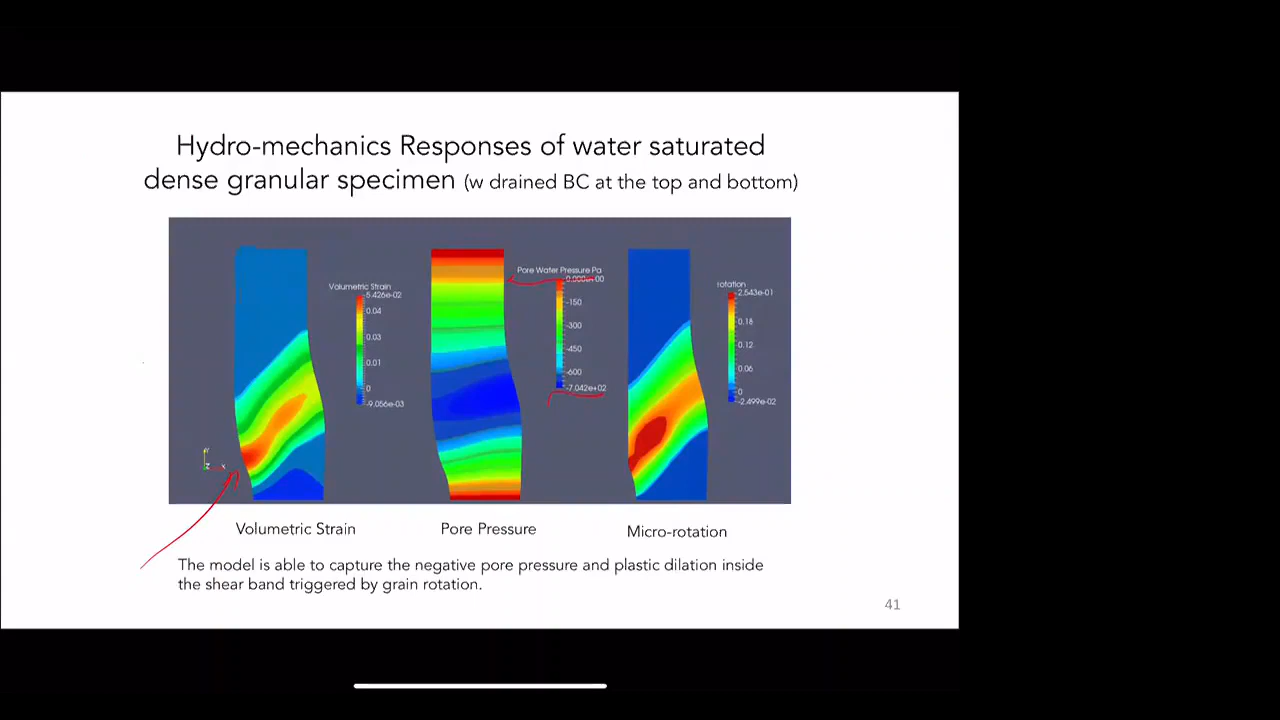 Hydro-mechanics Responses of water saturated
dense granular specimen (w drained BC at the top and bottom)
Volumetric Strain
5.426e-02
0.04
0.03
0.01
0
-9.056e-03
Y
Z
X
Pore Water Pressure Pa
0.000e+00
-150
-300
-450
-600
-7.042e+02
rotation
2.543e-01
0.18
0.12
0.06
0
-2.499e-02
Volumetric Strain
Pore Pressure
Micro-rotation
The model is able to capture the negative pore pressure and plastic dilation inside
the shear band triggered by grain rotation.
41